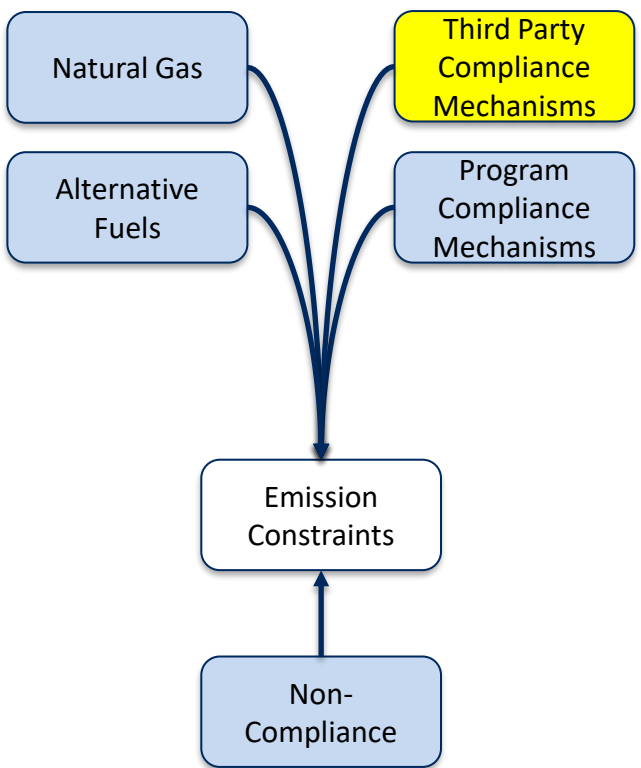 Natural Gas
Third Party
Compliance
Mechanisms
Alternative
Fuels
Program
Compliance
Mechanisms
Emission
Constraints
Non-
Compliance